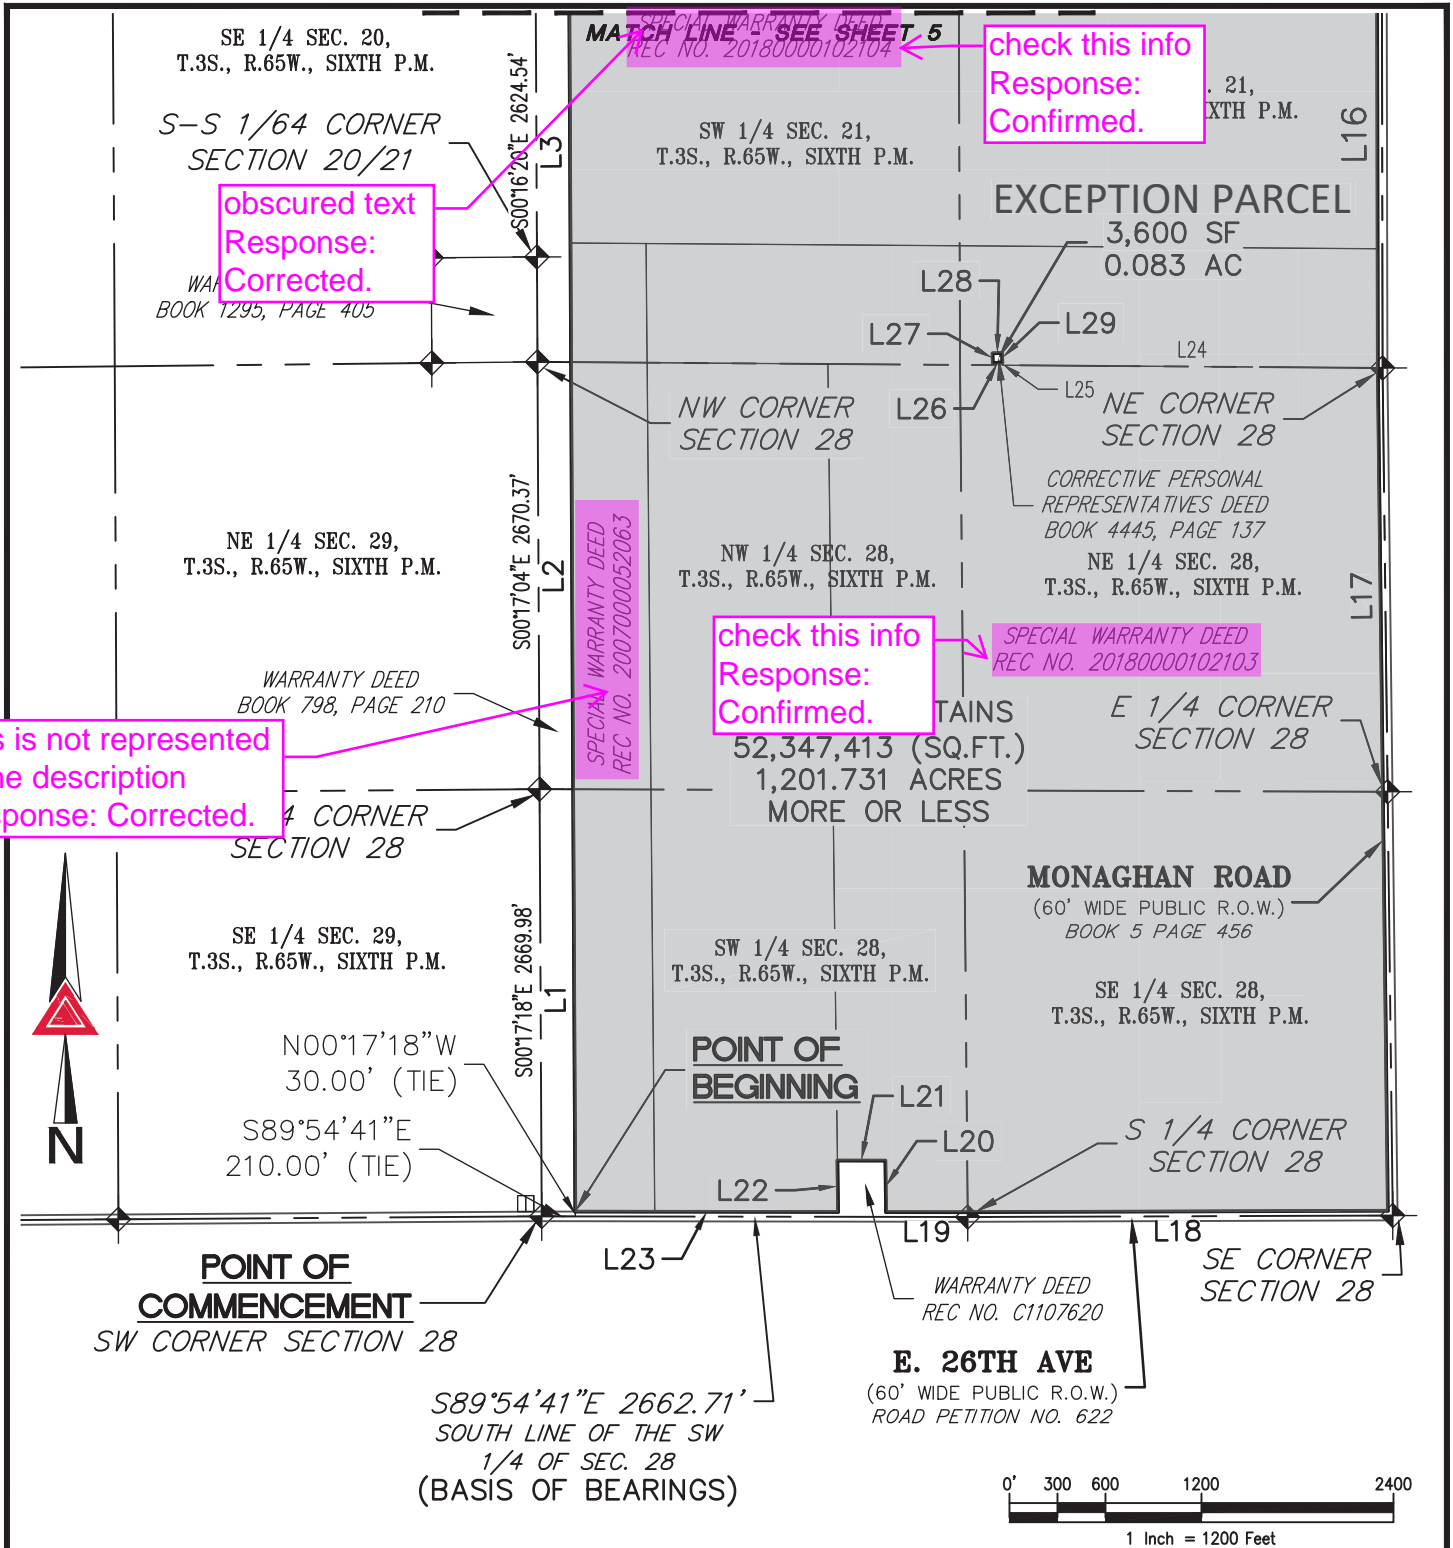 SPECIAL WARRANTY DEED
MATCH LINE - SEE SHEET 5
REC NO. 20180000102104
SE 1/4 SEC. 20,
T.3S., R.65W., SIXTH P.M.
check this info
Response:
Confirmed.
. 21,
IXTH P.M.
S-S 1/64 CORNER
SECTION 20/21
S00°16'20"E 2624.54'
L3
SW 1/4 SEC. 21,
T.3S., R.65W., SIXTH P.M.
L16
obscured text
Response:
Corrected.
EXCEPTION PARCEL
3,600 SF
0.083 AC
BOOK 1295, PAGE 405
L28
L27
L29
L24
L25
L26
NW CORNER
SECTION 28
NE CORNER
SECTION 28
CORRECTIVE PERSONAL
REPRESENTATIVES DEED
BOOK 4445, PAGE 137
NE 1/4 SEC. 29,
T.3S., R.65W., SIXTH P.M.
S00°17'04"E 2670.37'
L2
SPECIAL WARRANTY DEED
REC NO. 2007000052063
NW 1/4 SEC. 28,
T.3S., R.65W., SIXTH P.M.
NE 1/4 SEC. 28,
T.3S., R.65W., SIXTH P.M.
L17
check this info
Response:
Confirmed.
SPECIAL WARRANTY DEED
REC NO. 20180000102103
WARRANTY DEED
BOOK 798, PAGE 210
s is not represented
ne description
sponse: Corrected.
TAINS
52,347,413 (SQ.FT.)
1,201.731 ACRES
MORE OR LESS
E 1/4 CORNER
SECTION 28
4 CORNER
SECTION 28
MONAGHAN ROAD
(60' WIDE PUBLIC R.O.W.)
BOOK 5 PAGE 456
SE 1/4 SEC. 29,
T.3S., R.65W., SIXTH P.M.
S00°17'18"E 2669.98'
L1
SW 1/4 SEC. 28,
T.3S., R.65W., SIXTH P.M.
SE 1/4 SEC. 28,
T.3S., R.65W., SIXTH P.M.
N
N00°17'18"W
30.00' (TIE)
S89°54'41"E
210.00' (TIE)
POINT OF
BEGINNING
L21
L20
L22
S 1/4 CORNER
SECTION 28
L23
L19
L18
POINT OF
COMMENCEMENT
SW CORNER SECTION 28
SE CORNER
SECTION 28
WARRANTY DEED
REC NO. C1107620
E. 26TH AVE
(60' WIDE PUBLIC R.O.W.)
ROAD PETITION NO. 622
S89°54'41"E 2662.71'
SOUTH LINE OF THE SW
1/4 OF SEC. 28
(BASIS OF BEARINGS)
0' 300 600 1200 2400
1 Inch = 1200 Feet